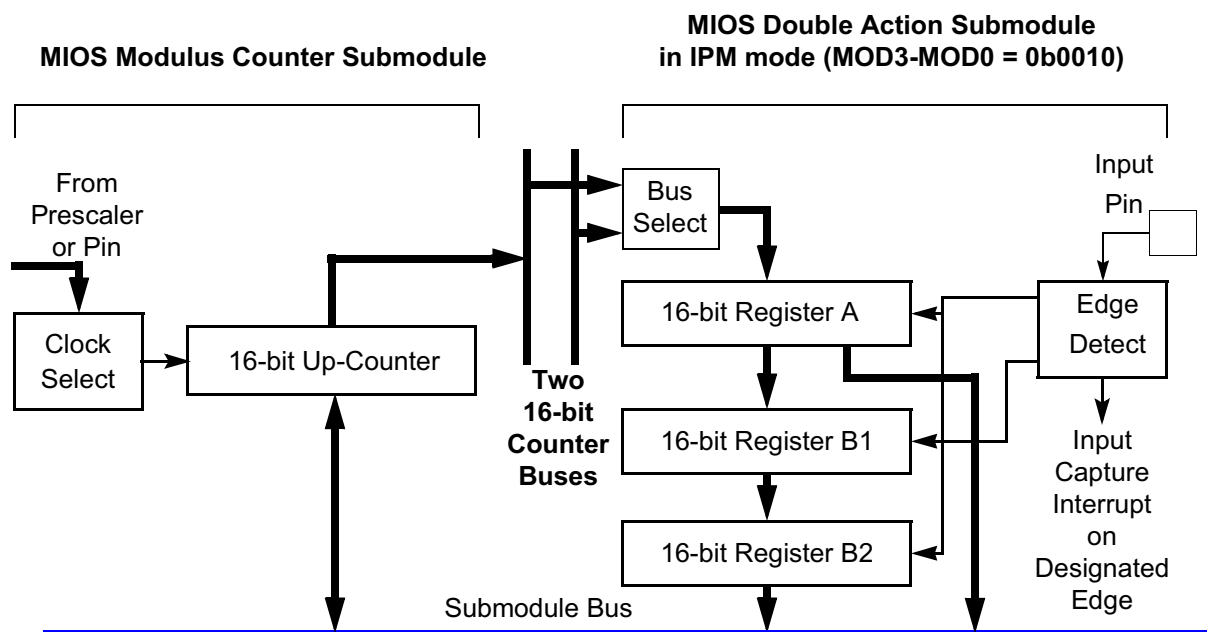 MIOS Modulus Counter Submodule
MIOS Double Action Submodule
in IPM mode (MOD3-MOD0 = 0b0010)
From
Prescaler
or Pin
Clock
Select
16-bit Up-Counter
Two
16-bit
Counter
Buses
Bus
Select
Input
Pin
16-bit Register A
Edge
Detect
16-bit Register B1
16-bit Register B2
Input
Capture
Interrupt
on
Designated
Edge
Submodule Bus